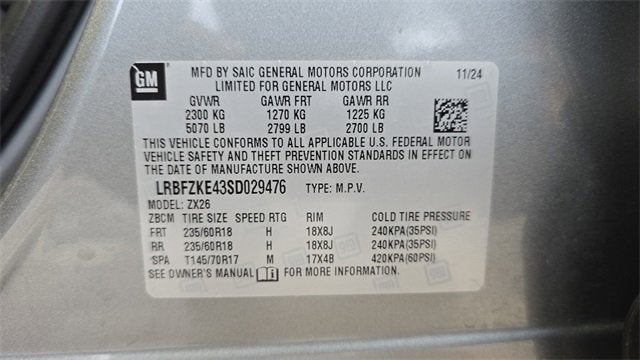 GM
MFD BY SAIC GENERAL MOTORS CORPORATION 11/24
LIMITED FOR GENERAL MOTORS LLC
GVWR GAWR FRT GAWR RR
2300 KG 1270 KG 1225 KG
5070 LB 2799 LB 2700 LB
THIS VEHICLE CONFORMS TO ALL APPLICABLE U.S. FEDERAL MOTOR
VEHICLE SAFETY AND THEFT PREVENTION STANDARDS IN EFFECT ON
THE DATE OF MANUFACTURE SHOWN ABOVE.
LRBFZKE43SD029476 TYPE: M.P.V.
MODEL: ZX26
ZBCM TIRE SIZE SPEED RTG RIM COLD TIRE PRESSURE
FRT 235/60R18 H 18X8J 240KPA(35PSI)
RR 235/60R18 H 18X8J 240KPA(35PSI)
SPA T145/70R17 M 17X4B 420KPA(60PSI)
SEE OWNER'S MANUAL FOR MORE INFORMATION